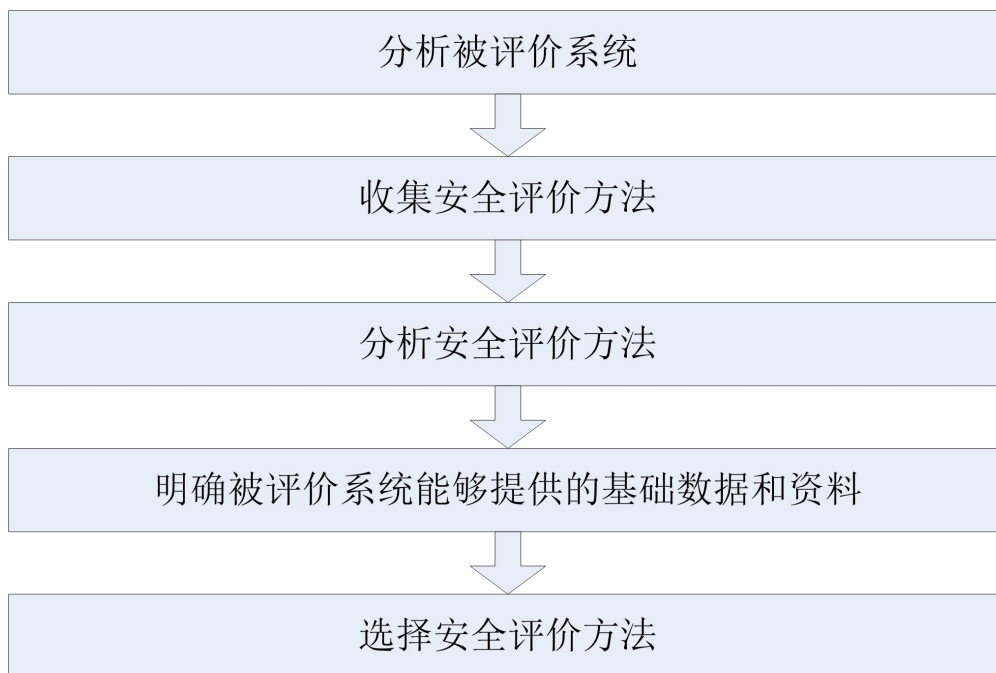 分析被评价系统
收集安全评价方法
分析安全评价方法
明确被评价系统能够提供的基础数据和资料
选择安全评价方法